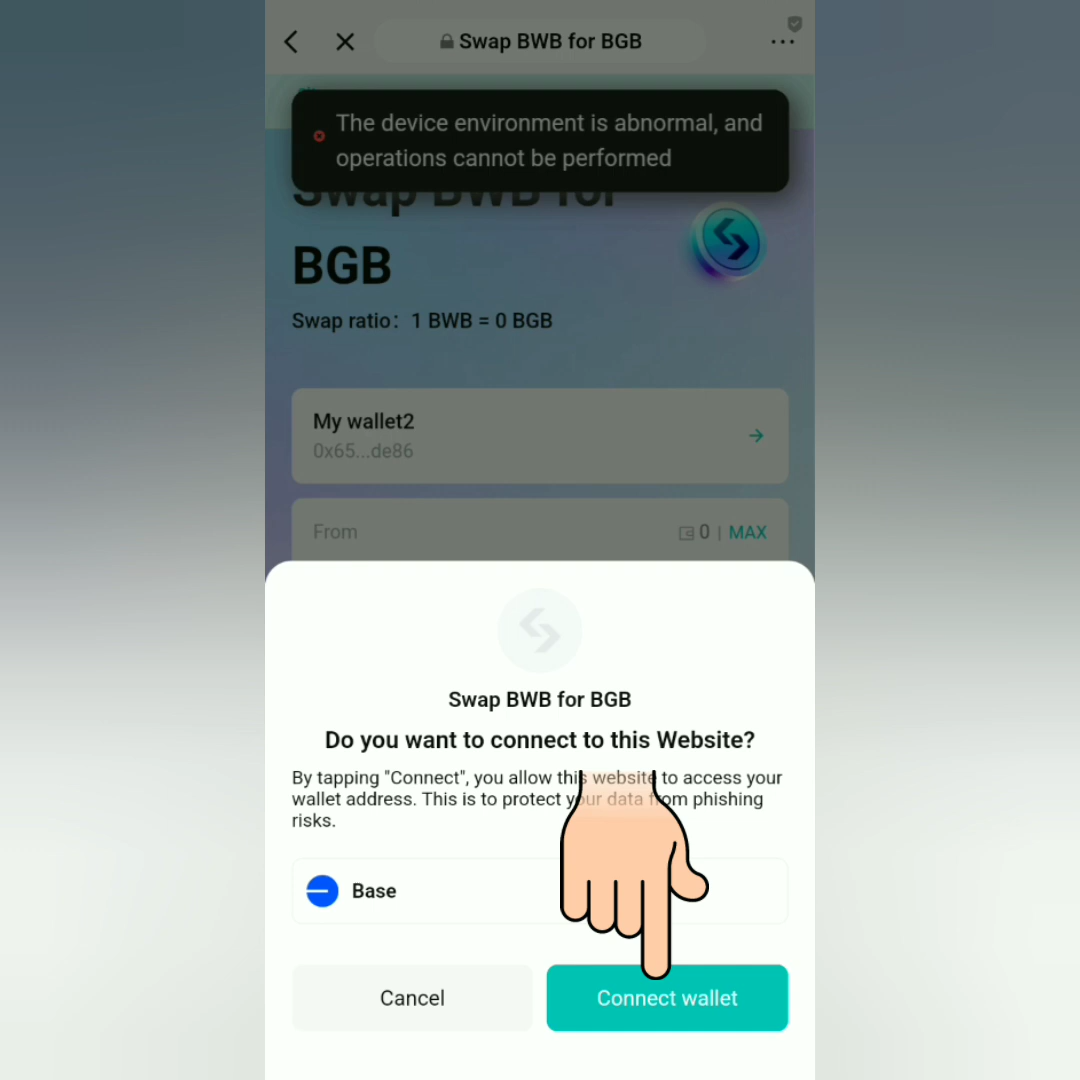 Swap BWB for BGB
The device environment is abnormal, and
operations cannot be performed
Swap BWB for
BGB
Swap ratio: 1 BWB = 0 BGB
My wallet2
0x65...de86
From 0 | MAX
Swap BWB for BGB
Do you want to connect to this Website?
By tapping "Connect", you allow this website to access your
wallet address. This is to protect your data from phishing
risks.
Base
Cancel Connect wallet